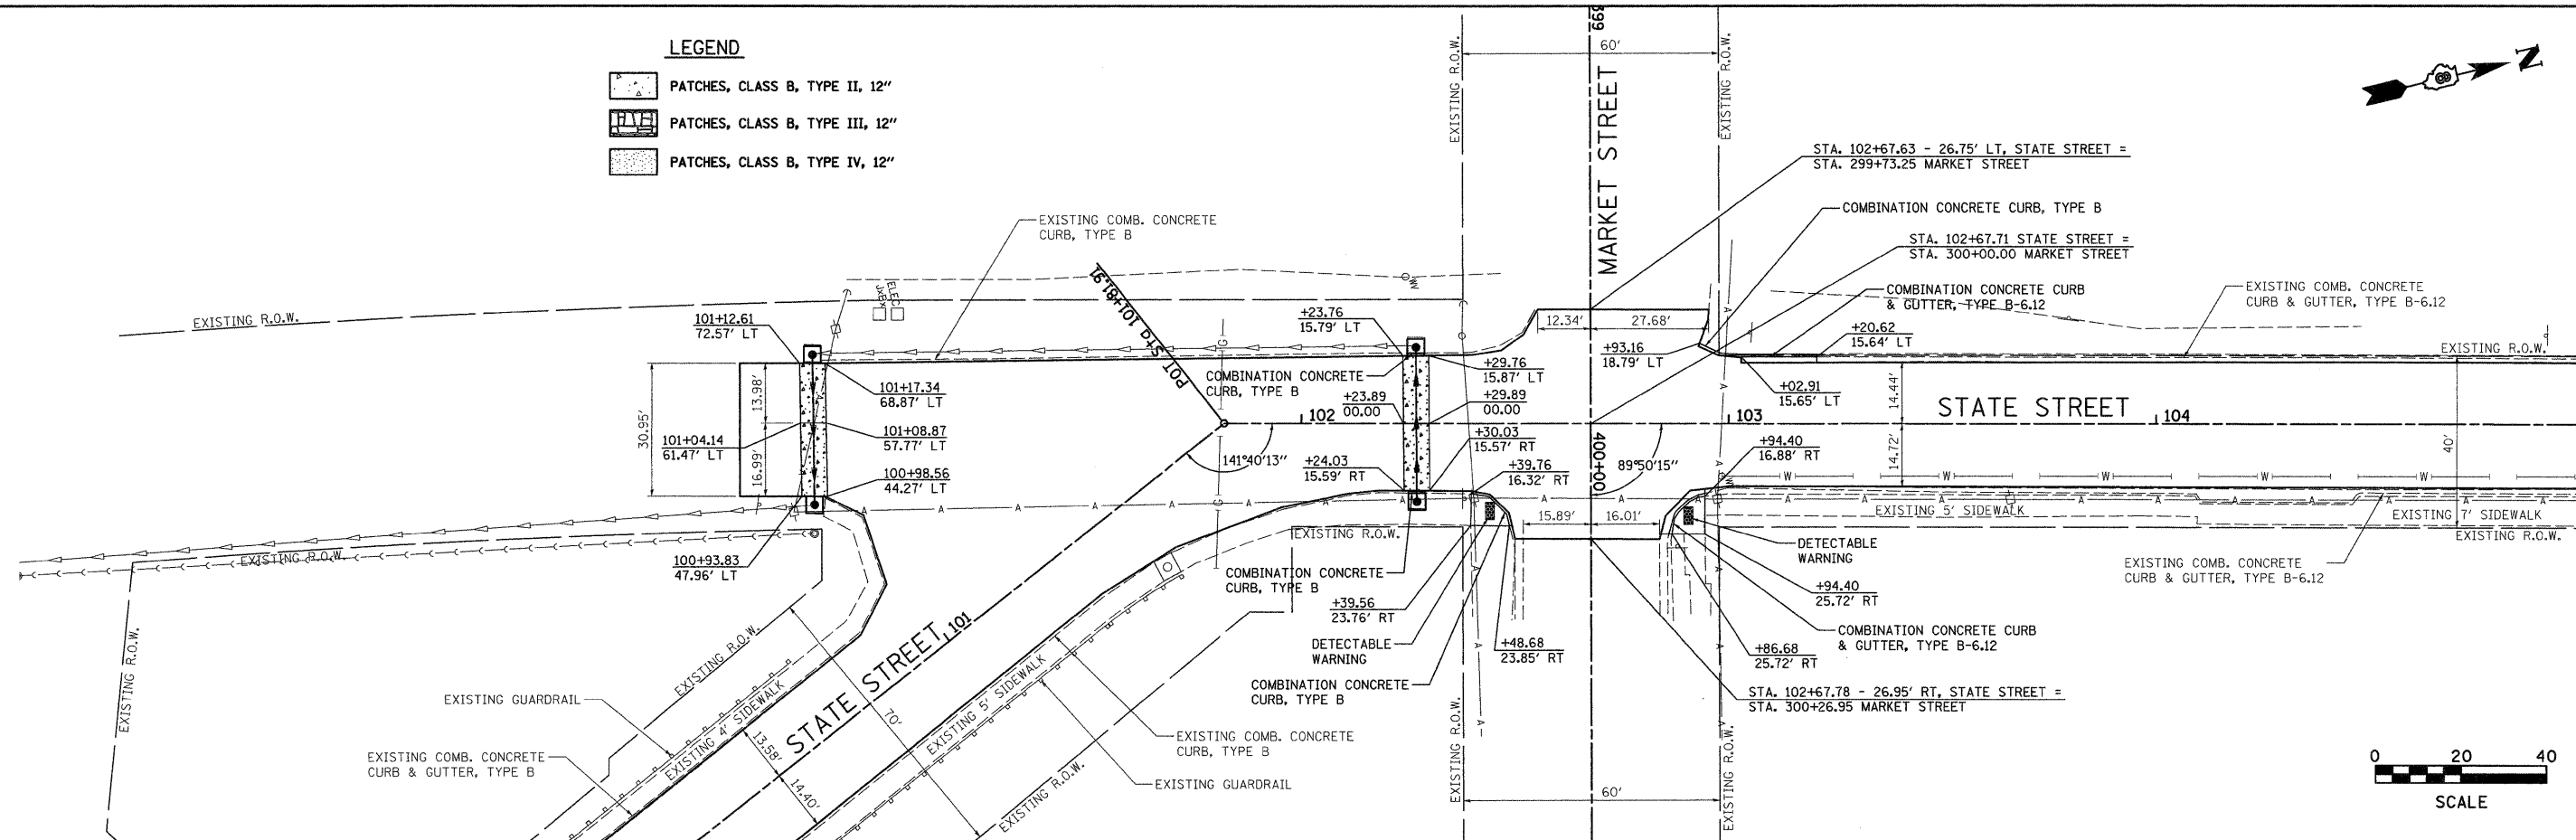 LEGEND
PATCHES, CLASS B, TYPE II, 12"
PATCHES, CLASS B, TYPE III, 12"
PATCHES, CLASS B, TYPE IV, 12"
EXISTING R.O.W.
101+12.61
72.57' LT
ELEC
EXISTING COMB. CONCRETE
CURB, TYPE B
POT Sta 101+81.91
G
30.95'
13.98'
16.99'
101+17.34
68.87' LT
101+04.14
61.47' LT
101+08.87
57.77' LT
100+98.56
44.27' LT
100+93.83
47.96' LT
141°40'13"
102
+23.76
15.79' LT
COMBINATION CONCRETE
CURB, TYPE B
+29.76
15.87' LT
+23.89
00.00
+29.89
00.00
+30.03
15.57' RT
+24.03
15.59' RT
+39.76
16.32' RT
EXISTING R.O.W.
60'
399
MARKET STREET
EXISTING R.O.W.
12.34'
27.68'
400+00
89°50'15"
15.89'
16.01'
+93.16
18.79' LT
STA. 102+67.63 - 26.75' LT, STATE STREET =
STA. 299+73.25 MARKET STREET
COMBINATION CONCRETE CURB, TYPE B
STA. 102+67.71 STATE STREET =
STA. 300+00.00 MARKET STREET
COMBINATION CONCRETE CURB
& GUTTER, TYPE B-6.12
+20.62
15.64' LT
+02.91
15.65' LT
EXISTING COMB. CONCRETE
CURB & GUTTER, TYPE B-6.12
EXISTING R.O.W.
N
103
14.44'
14.72'
STATE STREET
104
40'
+94.40
16.88' RT
W
A
EXISTING 5' SIDEWALK
EXISTING 7' SIDEWALK
EXISTING R.O.W.
EXISTING COMB. CONCRETE
CURB & GUTTER, TYPE B-6.12
DETECTABLE
WARNING
+94.40
25.72' RT
COMBINATION CONCRETE CURB
& GUTTER, TYPE B-6.12
+86.68
25.72' RT
STA. 102+67.78 - 26.95' RT, STATE STREET =
STA. 300+26.95 MARKET STREET
EXISTING R.O.W.
COMBINATION CONCRETE
CURB, TYPE B
+39.56
23.76' RT
DETECTABLE
WARNING
+48.68
23.85' RT
COMBINATION CONCRETE
CURB, TYPE B
EXISTING R.O.W.
60'
EXISTING R.O.W.
EXISTING R.O.W.
EXISTING R.O.W.
EXISTING R.O.W.
EXISTING GUARDRAIL
EXISTING 4' SIDEWALK
EXISTING COMB. CONCRETE
CURB & GUTTER, TYPE B
STATE STREET
101
13.58'
14.40'
70'
EXISTING 5' SIDEWALK
EXISTING R.O.W.
EXISTING COMB. CONCRETE
CURB, TYPE B
EXISTING GUARDRAIL
0 20 40
SCALE